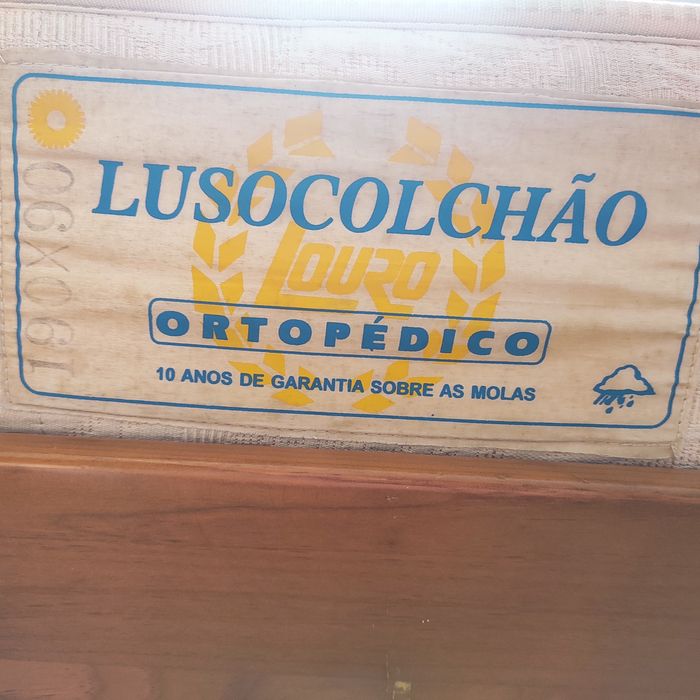 LUSOCOLCHÃO
LOURO
ORTOPÉDICO
10 ANOS DE GARANTIA SOBRE AS MOLAS
190X90